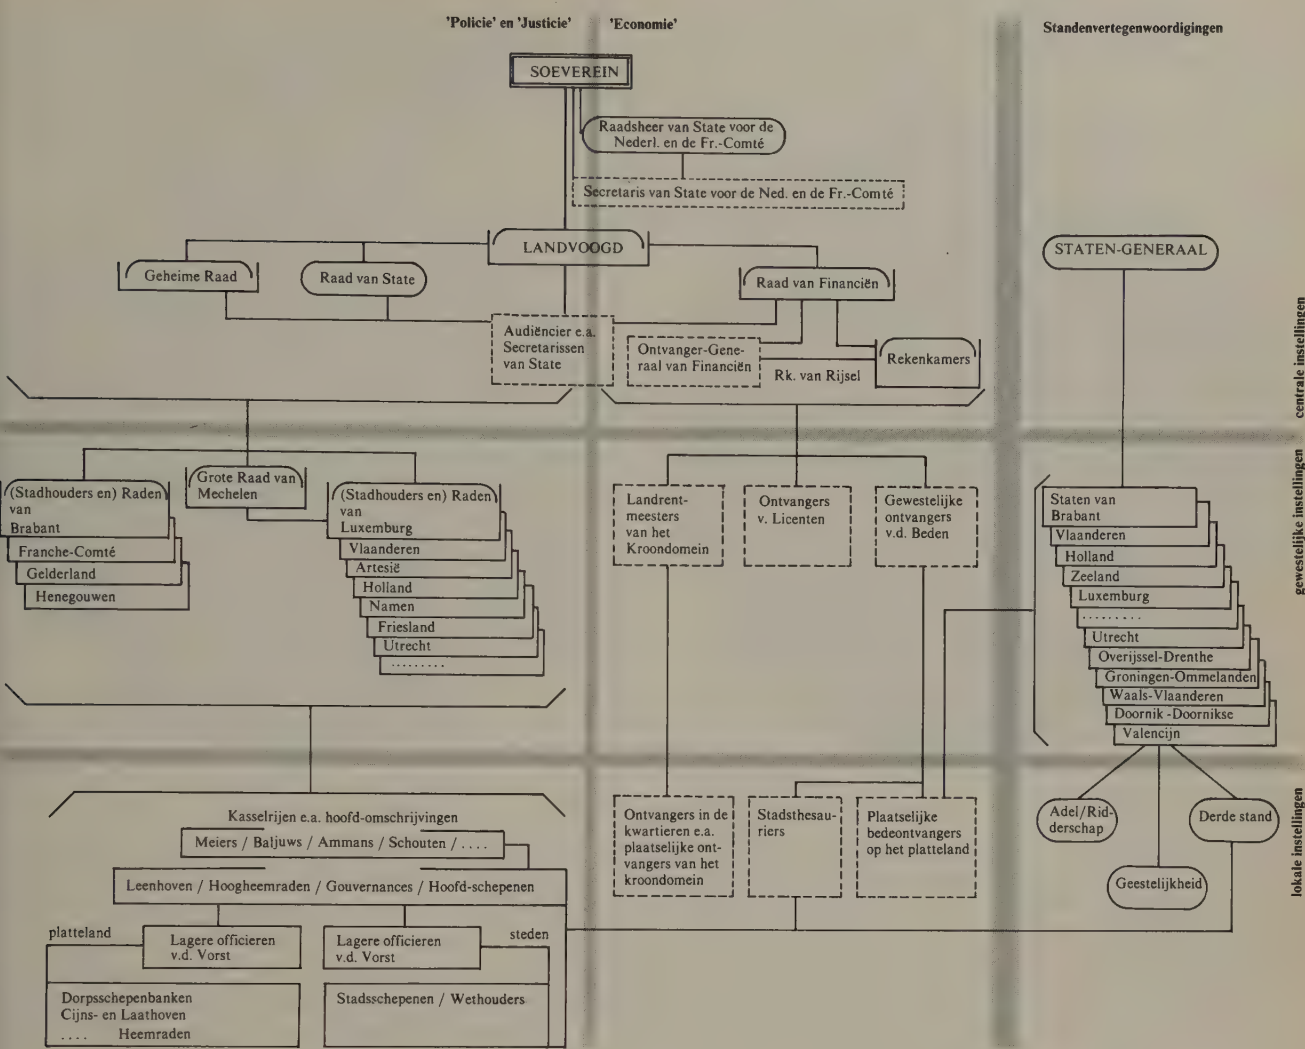 'Policie' en 'Justicie'
'Economie'
Standenvertegenwoordigingen
SOEVEREIN
Raadsheer van State voor de
Nederl. en de Fr.-Comté
Secretaris van State voor de Ned. en de Fr.-Comté
LANDVOOGD
STATEN-GENERAAL
Geheime Raad
Raad van State
Raad van Financiën
Audiëncier e.a.
Secretarissen
van State
Ontvanger-Gene-
raal van Financiën
Rk. van Rijsel
Rekenkamers
centrale instellingen
(Stadhouders en) Raden
van
Brabant
Franche-Comté
Gelderland
Henegouwen
Grote Raad van
Mechelen
(Stadhouders en) Raden
van
Luxemburg
Vlaanderen
Artesië
Holland
Namen
Friesland
Utrecht
.........
Landrent-
meesters
van het
Kroondomein
Ontvangers
v. Licenten
Gewestelijke
ontvangers
v.d. Beden
Staten van
Brabant
Vlaanderen
Holland
Zeeland
Luxemburg
.........
Utrecht
Overijssel-Drenthe
Groningen-Ommelanden
Waals-Vlaanderen
Doornik-Doornikse
Valencijn
gewestelijke instellingen
Kasselrijen e.a. hoofd-omschrijvingen
Meiers / Baljuws / Ammans / Schouten / ....
Leenhoven / Hoogheemraden / Gouvernances / Hoofd-schepenen
platteland
Lagere officieren
v.d. Vorst
Lagere officieren
v.d. Vorst
steden
Dorpsschepenbanken
Cijns- en Laathoven
.... Heemraden
Stadsschepenen / Wethouders
Ontvangers in de
kwartieren e.a.
plaatselijke ont-
vangers van het
kroondomein
Stadsthesau-
riers
Plaatselijke
bedeontvangers
op het platteland
Adel/Rid-
derschap
Geestelijkheid
Derde stand
lokale instellingen